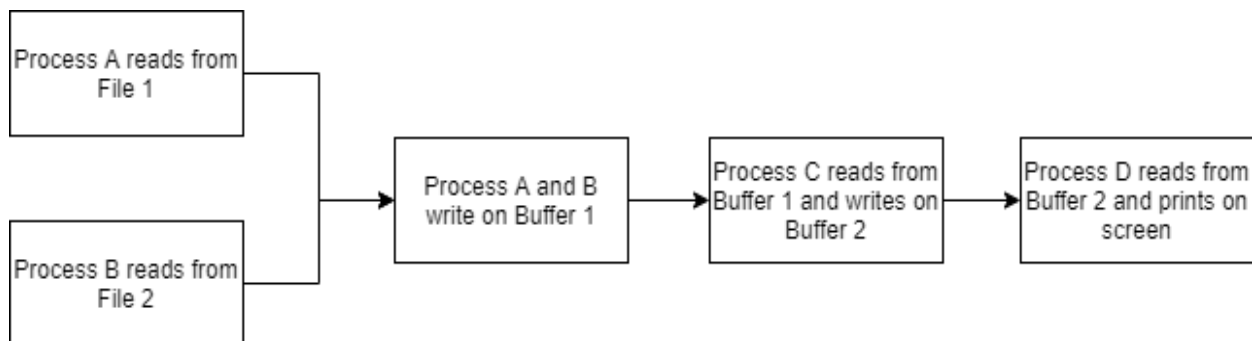 Process A reads from
File 1
Process B reads from
File 2
Process A and B
write on Buffer 1
Process C reads from
Buffer 1 and writes on
Buffer 2
Process D reads from
Buffer 2 and prints on
screen